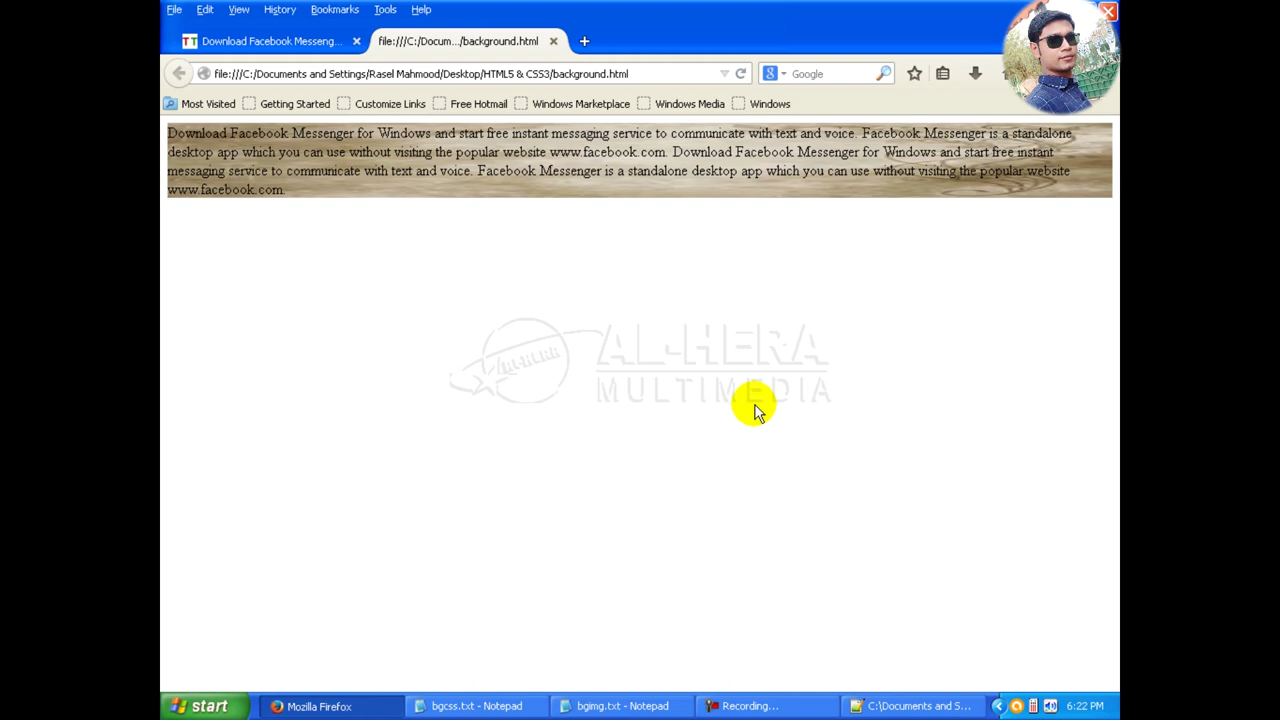 File Edit View History Bookmarks Tools Help
TT Download Facebook Messeng... file:///C:/Docum.../background.html
file:///C:/Documents and Settings/Rasel Mahmood/Desktop/HTML5 & CSS3/background.html Google
Most Visited Getting Started Customize Links Free Hotmail Windows Marketplace Windows Media Windows
Download Facebook Messenger for Windows and start free instant messaging service to communicate with text and voice. Facebook Messenger is a standalone
desktop app which you can use without visiting the popular website www.facebook.com. Download Facebook Messenger for Windows and start free instant
messaging service to communicate with text and voice. Facebook Messenger is a standalone desktop app which you can use without visiting the popular website
www.facebook.com.
AL-HERA
AL-HERA
MULTIMEDIA
start Mozilla Firefox bgcss.txt - Notepad bgimg.txt - Notepad Recording... C:\Documents and S... 6:22 PM